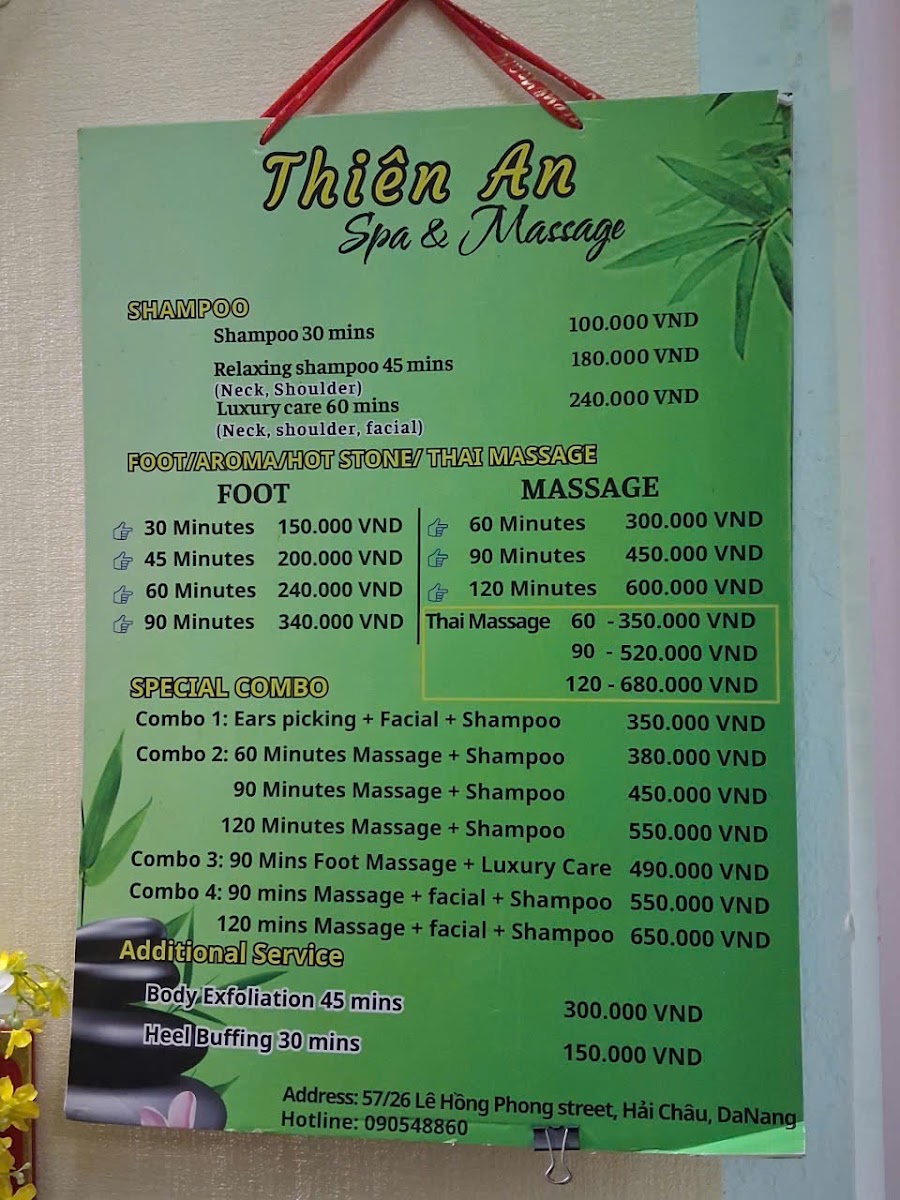 Thiên An
Spa & Massage
SHAMPOO
Shampoo 30 mins 100.000 VND
Relaxing shampoo 45 mins 180.000 VND
(Neck, Shoulder)
Luxury care 60 mins 240.000 VND
(Neck, shoulder, facial)
FOOT/AROMA/HOT STONE/ THAI MASSAGE
FOOT
30 Minutes 150.000 VND
45 Minutes 200.000 VND
60 Minutes 240.000 VND
90 Minutes 340.000 VND
MASSAGE
60 Minutes 300.000 VND
90 Minutes 450.000 VND
120 Minutes 600.000 VND
Thai Massage 60 - 350.000 VND
90 - 520.000 VND
120 - 680.000 VND
SPECIAL COMBO
Combo 1: Ears picking + Facial + Shampoo 350.000 VND
Combo 2: 60 Minutes Massage + Shampoo 380.000 VND
90 Minutes Massage + Shampoo 450.000 VND
120 Minutes Massage + Shampoo 550.000 VND
Combo 3: 90 Mins Foot Massage + Luxury Care 490.000 VND
Combo 4: 90 mins Massage + facial + Shampoo 550.000 VND
120 mins Massage + facial + Shampoo 650.000 VND
Additional Service
Body Exfoliation 45 mins 300.000 VND
Heel Buffing 30 mins 150.000 VND
Address: 57/26 Lê Hồng Phong street, Hải Châu, DaNang
Hotline: 090548860